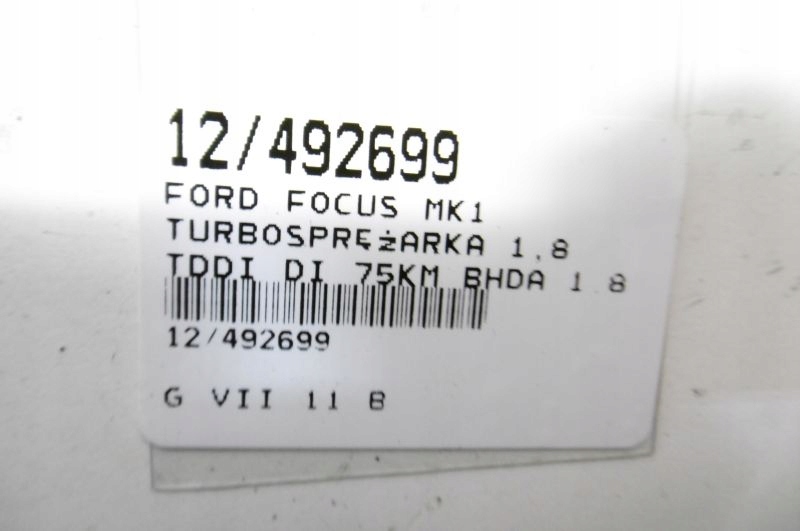 12/492699
FORD FOCUS MK1
TURBOSPRĘŻARKA 1.8
TDDI DI 75KM BHDA 1.8
12/492699
G VII 11 B